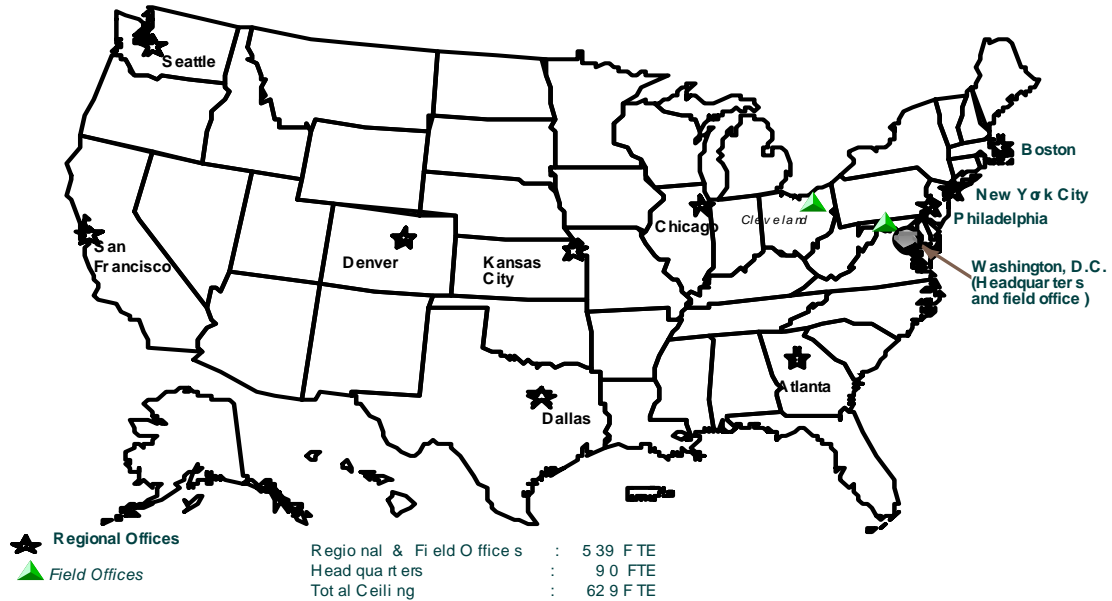 Seattle
Boston
New York City
Philadelphia
Chicago
Cleveland
San
Francisco
Denver
Kansas
City
Washington, D.C.
(Headquarters
and field office )
Atlanta
Dallas
Regional Offices
Field Offices
Regional & Field Offices : 539 FTE
Headquarters : 90 FTE
Total Ceiling : 629 FTE